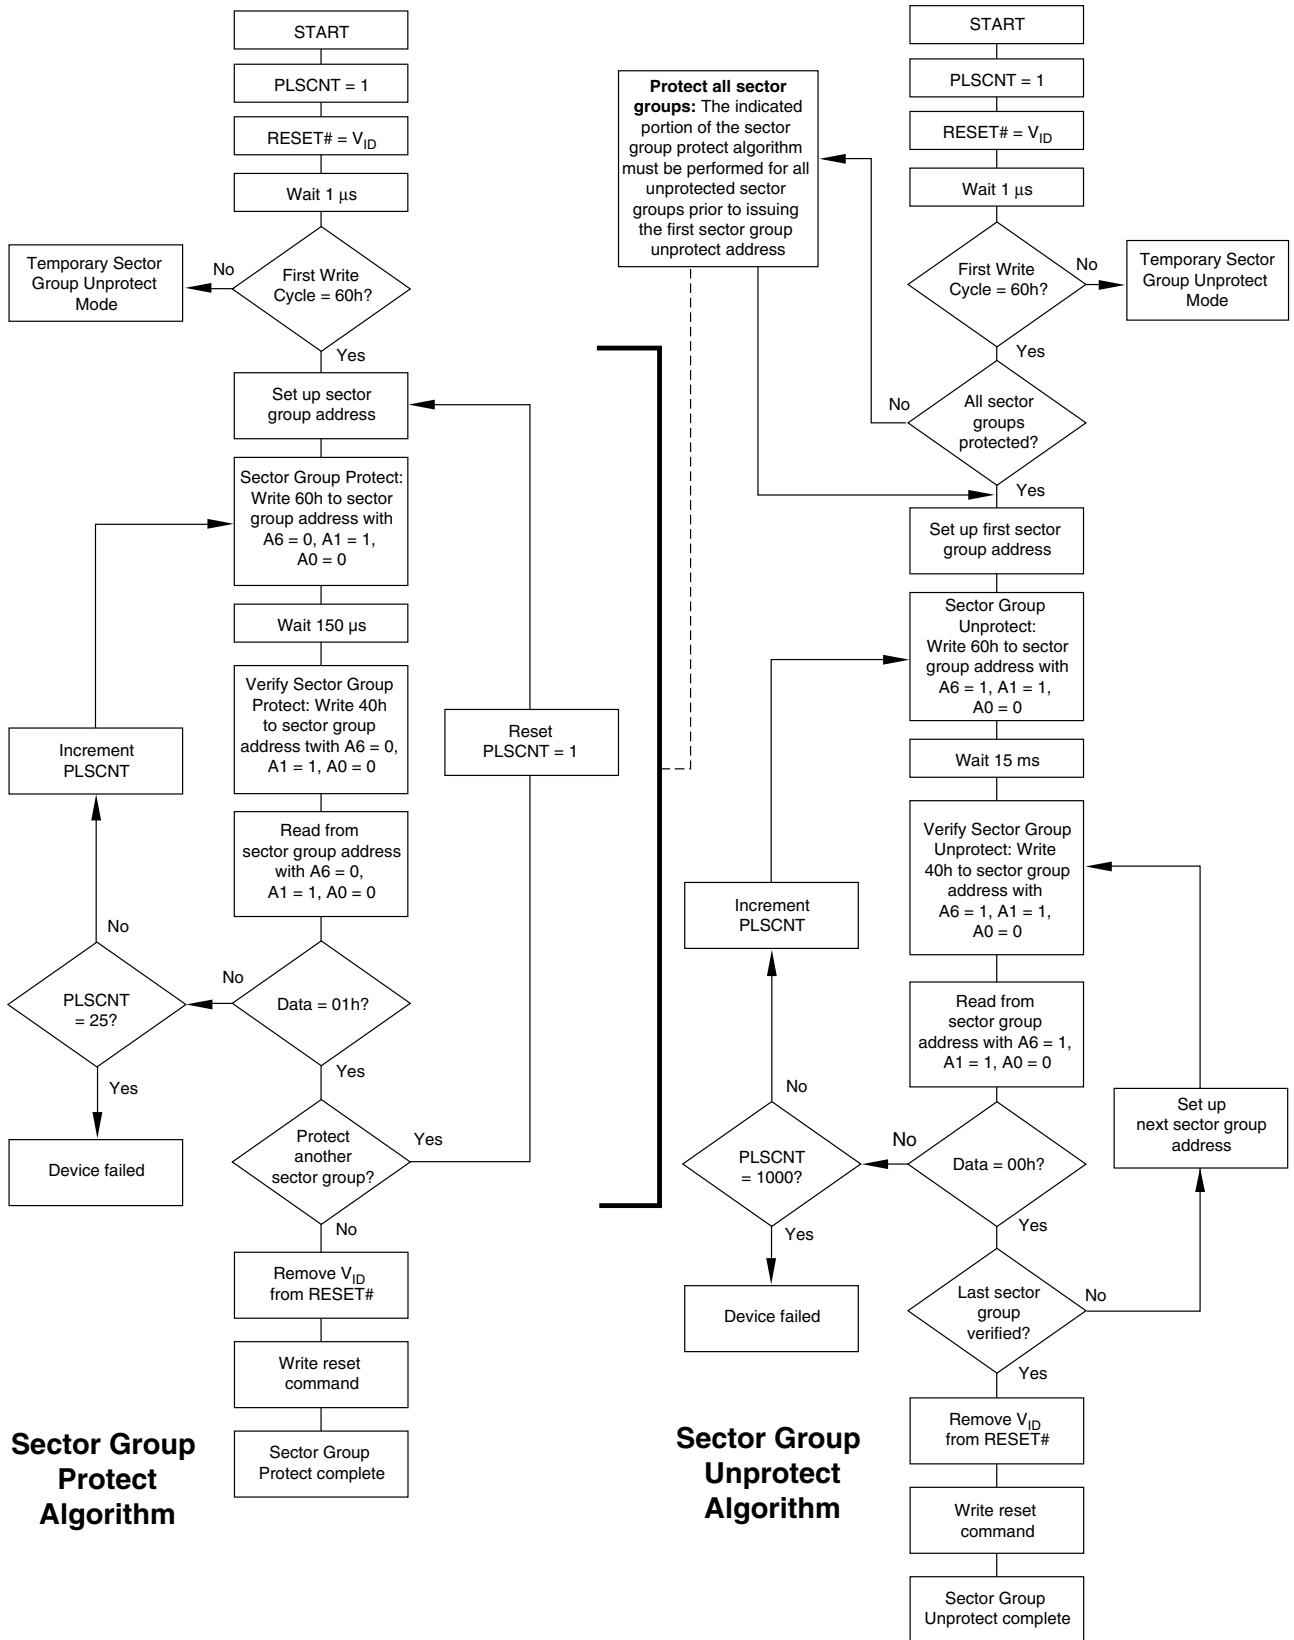 START
PLSCNT = 1
RESET# = VID
Wait 1 μs
First Write
Cycle = 60h?
No
Temporary Sector
Group Unprotect
Mode
Yes
Set up sector
group address
Sector Group Protect:
Write 60h to sector
group address with
A6 = 0, A1 = 1,
A0 = 0
Wait 150 μs
Verify Sector Group
Protect: Write 40h
to sector group
address twith A6 = 0,
A1 = 1, A0 = 0
Increment
PLSCNT
Reset
PLSCNT = 1
Read from
sector group address
with A6 = 0,
A1 = 1, A0 = 0
No
No
PLSCNT
= 25?
Data = 01h?
Yes
Yes
Device failed
Protect
another
sector group?
Yes
No
Remove VID
from RESET#
Write reset
command
Sector Group
Protect complete
Sector Group
Protect
Algorithm
START
PLSCNT = 1
RESET# = VID
Wait 1 μs
Protect all sector
groups: The indicated
portion of the sector
group protect algorithm
must be performed for all
unprotected sector
groups prior to issuing
the first sector group
unprotect address
First Write
Cycle = 60h?
No
Temporary Sector
Group Unprotect
Mode
Yes
No
All sector
groups
protected?
Yes
Set up first sector
group address
Sector Group
Unprotect:
Write 60h to sector
group address with
A6 = 1, A1 = 1,
A0 = 0
Wait 15 ms
Verify Sector Group
Unprotect: Write
40h to sector group
address with
A6 = 1, A1 = 1,
A0 = 0
Increment
PLSCNT
Read from
sector group
address with A6 = 1,
A1 = 1, A0 = 0
No
No
PLSCNT
= 1000?
Data = 00h?
Set up
next sector group
address
Yes
Yes
Device failed
Last sector
group
verified?
No
Yes
Remove VID
from RESET#
Write reset
command
Sector Group
Unprotect complete
Sector Group
Unprotect
Algorithm